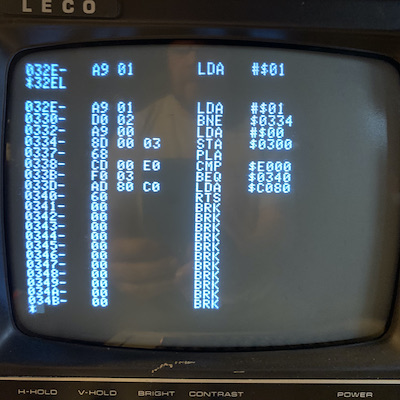 LECO
032E- A9 01 LDA #$01
*32EL
032E- A9 01 LDA #$01
0330- D0 02 BNE $0334
0332- A9 00 LDA #$00
0334- 8D 00 03 STA $0300
0337- 68 PLA
0338- CD 00 E0 CMP $E000
033B- F0 03 BEQ $0340
033D- AD 80 C0 LDA $C080
0340- 60 RTS
0341- 00 BRK
0342- 00 BRK
0343- 00 BRK
0344- 00 BRK
0345- 00 BRK
0346- 00 BRK
0347- 00 BRK
0348- 00 BRK
0349- 00 BRK
034A- 00 BRK
034B- 00 BRK
*
H-HOLD V-HOLD BRIGHT CONTRAST POWER